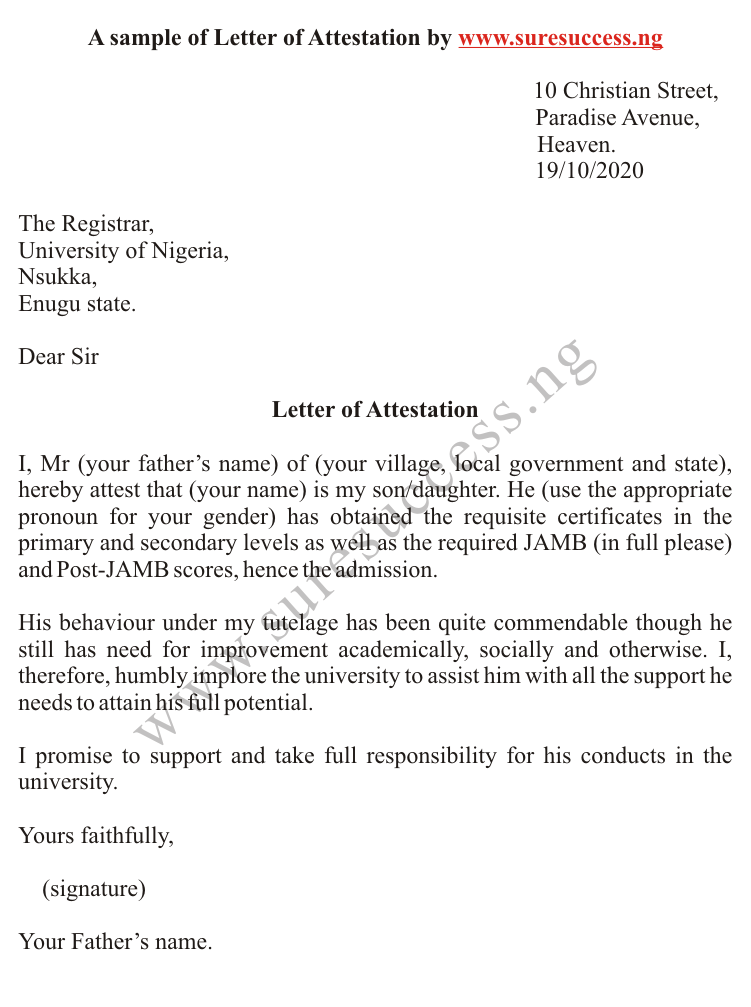 A sample of Letter of Attestation by www.suresuccess.ng
10 Christian Street,
Paradise Avenue,
Heaven.
19/10/2020
The Registrar,
University of Nigeria,
Nsukka,
Enugu state.
Dear Sir
Letter of Attestation
I, Mr (your father’s name) of (your village, local government and state),
hereby attest that (your name) is my son/daughter. He (use the appropriate
pronoun for your gender) has obtained the requisite certificates in the
primary and secondary levels as well as the required JAMB (in full please)
and Post-JAMB scores, hence the admission.
His behaviour under my tutelage has been quite commendable though he
still has need for improvement academically, socially and otherwise. I,
therefore, humbly implore the university to assist him with all the support he
needs to attain his full potential.
I promise to support and take full responsibility for his conducts in the
university.
Yours faithfully,
(signature)
Your Father’s name.
www.suresuccess.ng